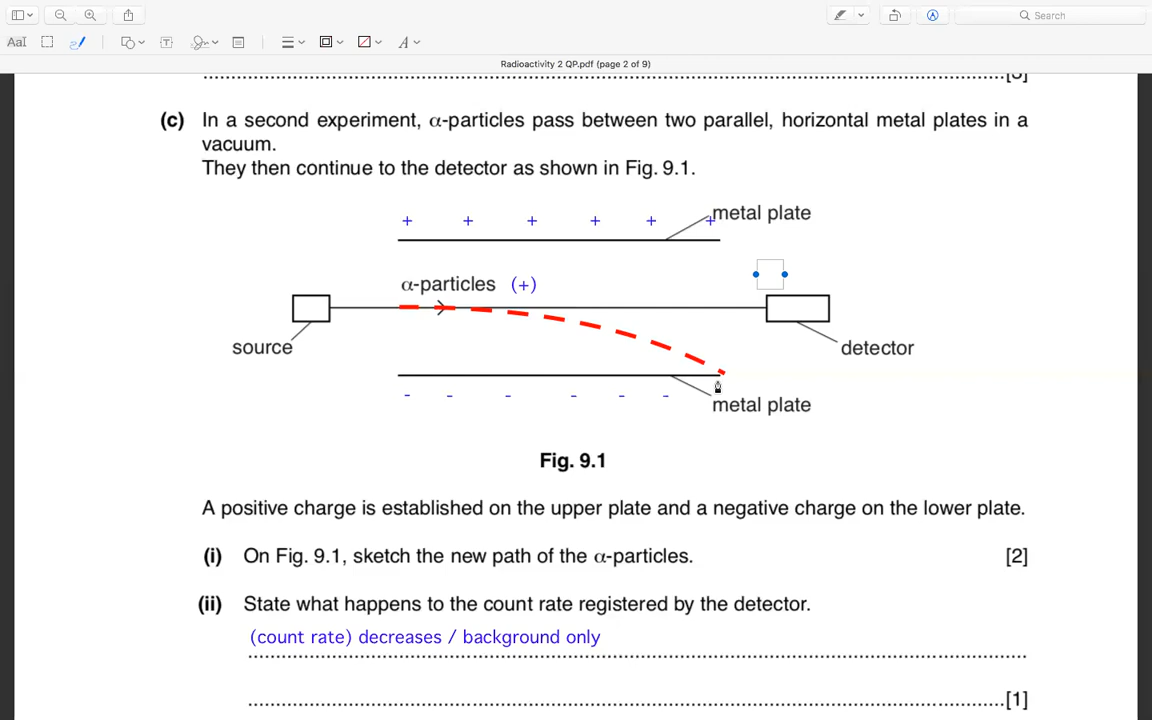 Search
AaI
Radioactivity 2 QP.pdf (page 2 of 9)
[3]
(c) In a second experiment, α-particles pass between two parallel, horizontal metal plates in a
vacuum.
They then continue to the detector as shown in Fig. 9.1.
metal plate
+ + + + + +
α-particles (+)
source
detector
- - - - - -
metal plate
Fig. 9.1
A positive charge is established on the upper plate and a negative charge on the lower plate.
(i) On Fig. 9.1, sketch the new path of the α-particles. [2]
(ii) State what happens to the count rate registered by the detector.
(count rate) decreases / background only
[1]